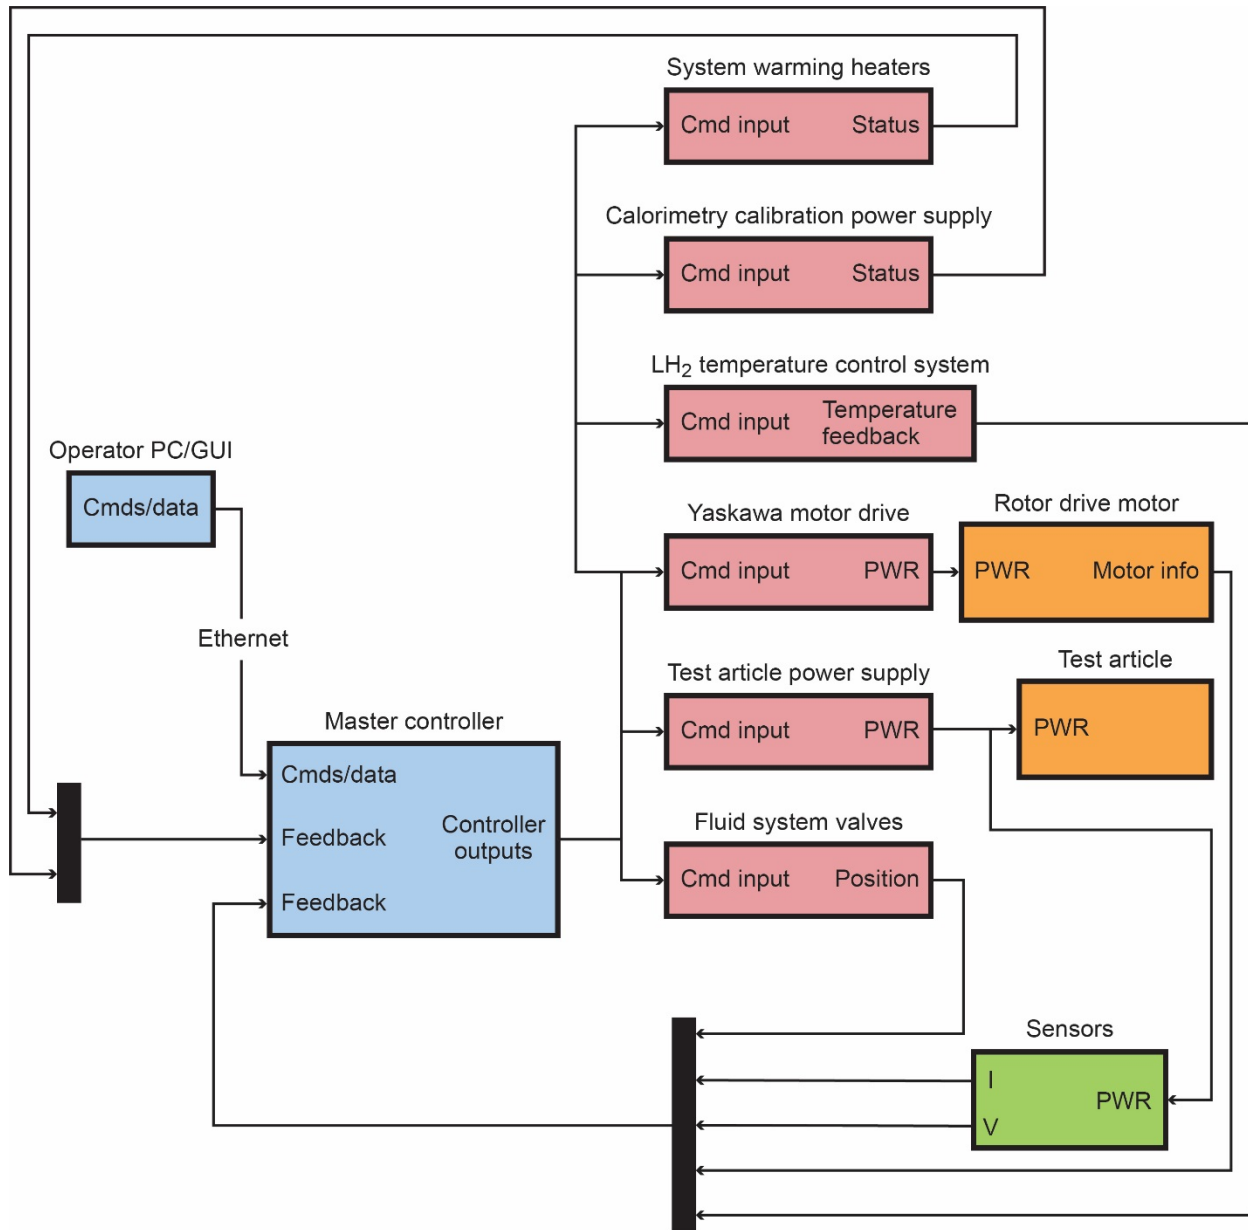 System warming heaters
Cmd input Status
Calorimetry calibration power supply
Cmd input Status
LH₂ temperature control system
Cmd input Temperature
feedback
Operator PC/GUI
Cmds/data
Yaskawa motor drive
Cmd input PWR
Rotor drive motor
PWR Motor info
Ethernet
Test article power supply
Cmd input PWR
Test article
PWR
Master controller
Cmds/data
Feedback
Controller
outputs
Feedback
Fluid system valves
Cmd input Position
Sensors
I
PWR
V